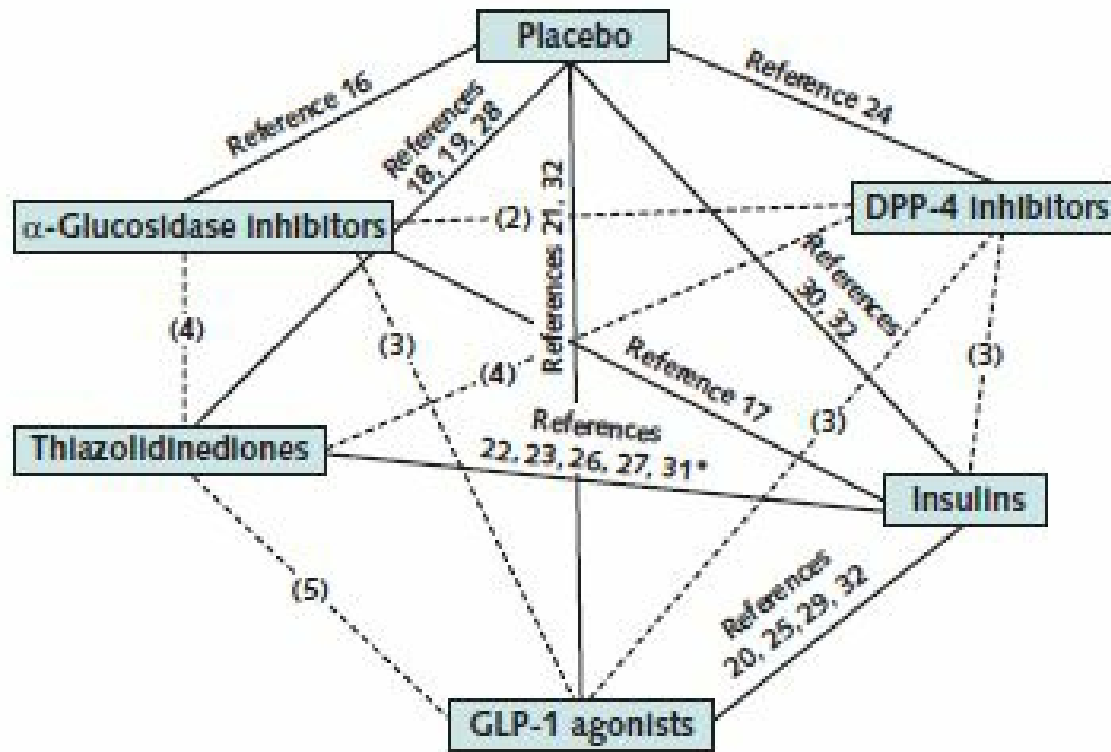 Placebo
Reference 16
References
18, 19, 28
Reference 24
α-Glucosidase inhibitors
(2)
DPP-4 inhibitors
References 21, 32
References
30, 32
(4)
(3)
(4)
Reference 17
(3)
(3)
Thiazolidinediones
References
22, 23, 26, 27, 31*
Insulins
(5)
References
20, 25, 29, 32
GLP-1 agonists